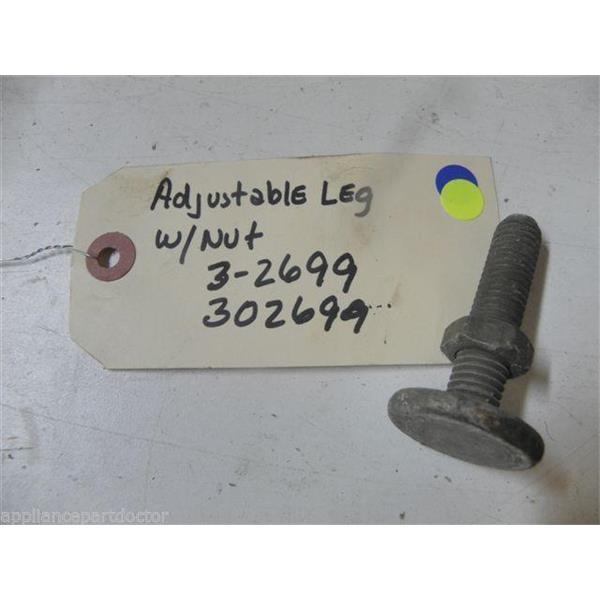 AdjustablE LEg
w/Nut
3-2699
302699
appliancepartdoctor